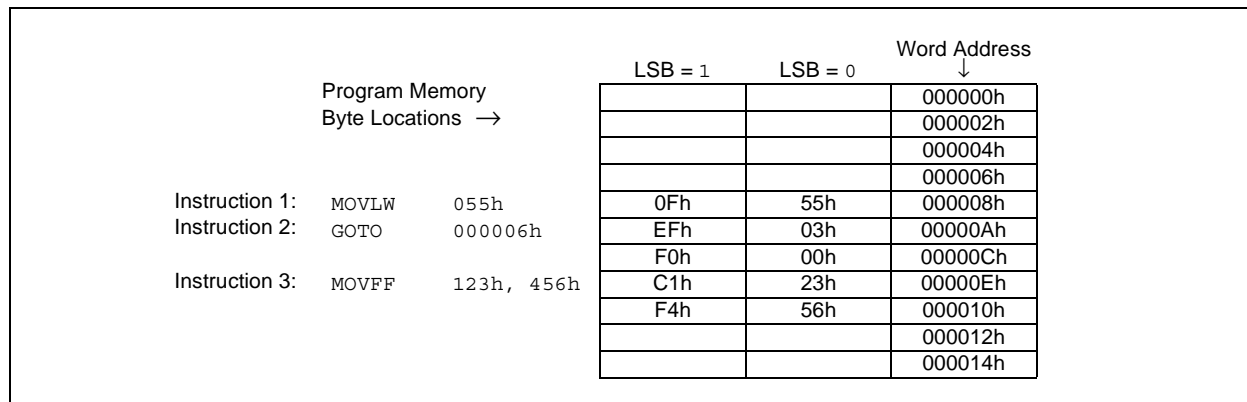 Word Address
LSB = 1 LSB = 0 ↓
Program Memory 000000h
Byte Locations → 000002h
000004h
000006h
Instruction 1: MOVLW 055h 0Fh 55h 000008h
Instruction 2: GOTO 000006h EFh 03h 00000Ah
F0h 00h 00000Ch
Instruction 3: MOVFF 123h, 456h C1h 23h 00000Eh
F4h 56h 000010h
000012h
000014h